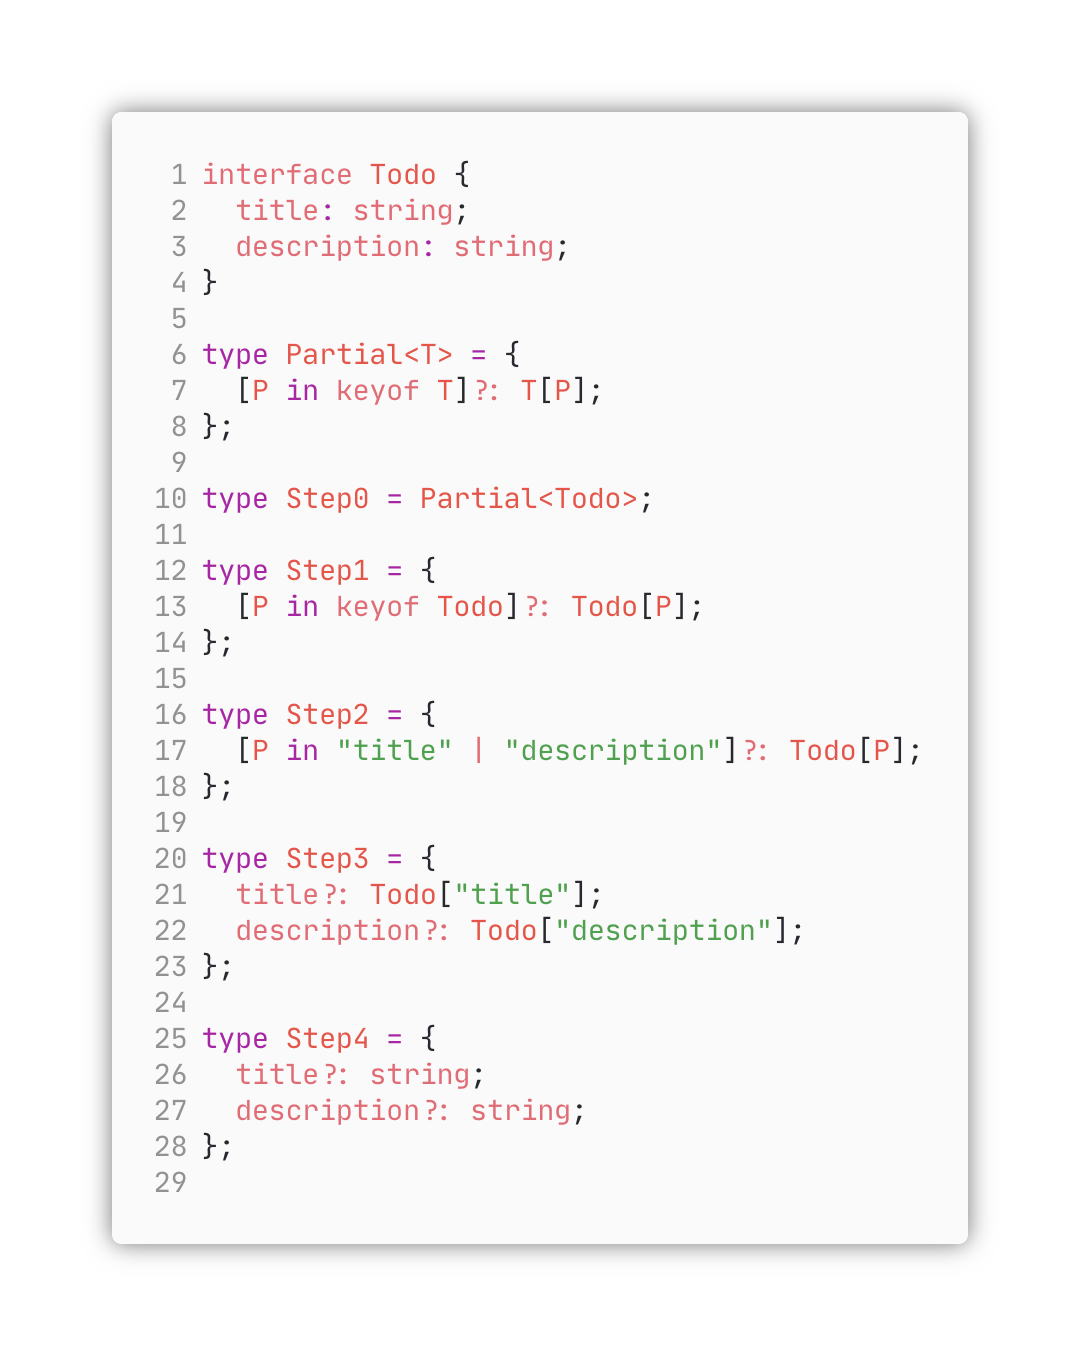 1 interface Todo {
2   title: string;
3   description: string;
4 }
5
6 type Partial<T> = {
7   [P in keyof T]?: T[P];
8 };
9
10 type Step0 = Partial<Todo>;
11
12 type Step1 = {
13   [P in keyof Todo]?: Todo[P];
14 };
15
16 type Step2 = {
17   [P in "title" | "description"]?: Todo[P];
18 };
19
20 type Step3 = {
21   title?: Todo["title"];
22   description?: Todo["description"];
23 };
24
25 type Step4 = {
26   title?: string;
27   description?: string;
28 };
29